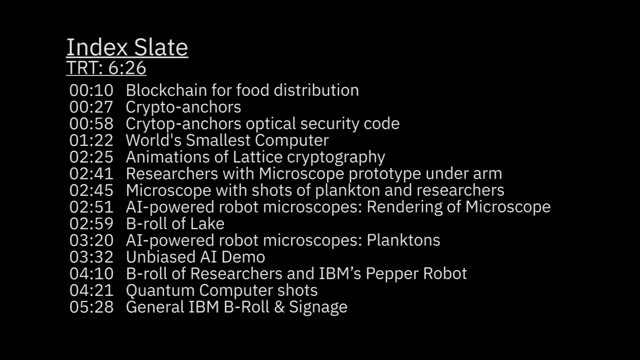 Index Slate
TRT: 6:26
00:10 Blockchain for food distribution
00:27 Crypto-anchors
00:58 Crytop-anchors optical security code
01:22 World's Smallest Computer
02:25 Animations of Lattice cryptography
02:41 Researchers with Microscope prototype under arm
02:45 Microscope with shots of plankton and researchers
02:51 AI-powered robot microscopes: Rendering of Microscope
02:59 B-roll of Lake
03:20 AI-powered robot microscopes: Planktons
03:32 Unbiased AI Demo
04:10 B-roll of Researchers and IBM’s Pepper Robot
04:21 Quantum Computer shots
05:28 General IBM B-Roll & Signage